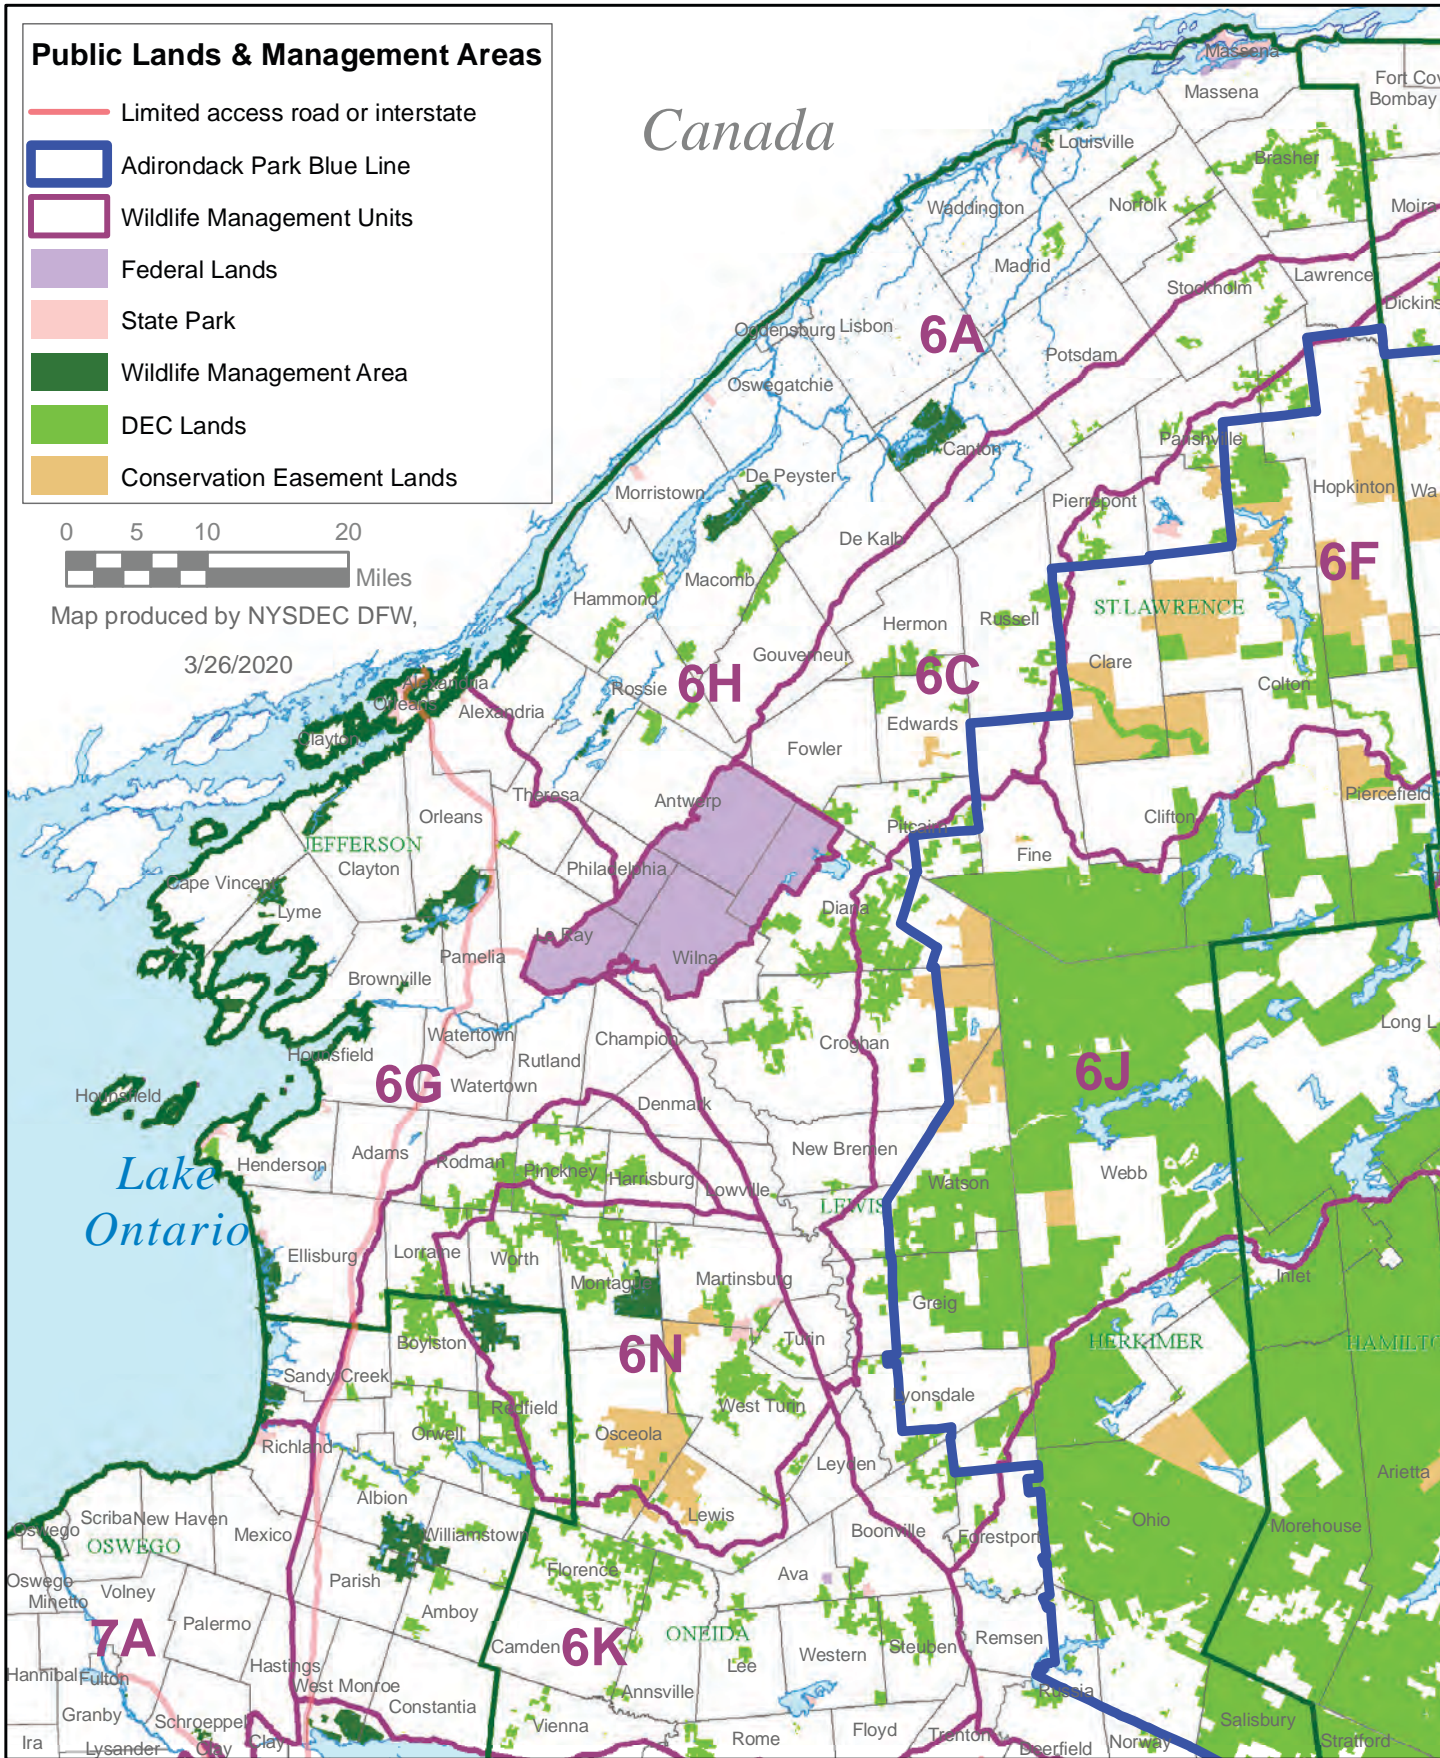 Public Lands & Management Areas
Limited access road or interstate
Adirondack Park Blue Line
Wildlife Management Units
Federal Lands
State Park
Wildlife Management Area
DEC Lands
Conservation Easement Lands
0 5 10 20
Miles
Map produced by NYSDEC DFW,
3/26/2020
Canada
Massena
Massena
Fort Cov
Bombay
Louisville
Brasher
Waddington
Norfolk
Moira
Madrid
Stockholm
Lawrence
Dickins
Ogdensburg
Lisbon
6A
Potsdam
Oswegatchie
Canton
Parishville
De Peyster
Morristown
Pierrepont
Hopkinton
Wa
De Kalb
6F
Macomb
Hammond
Hermon
Russell
ST.LAWRENCE
Gouverneur
Clare
Rossie
6H
6C
Colton
Alexandria
Orleans
Alexandria
Edwards
Clayton
Fowler
Theresa
Antwerp
Orleans
Piercefield
Clifton
Pitcairn
JEFFERSON
Fine
Clayton
Philadelphia
Cape Vincent
Lyme
Diana
Le Ray
Pamelia
Wilna
Brownville
Long L
Watertown
Champion
Croghan
Hounsfield
Rutland
6G
Watertown
6J
Hounsfield
Denmark
New Bremen
Adams
Henderson
Rodman
Pinckney
Harrisburg
Lowville
Watson
Webb
Lake
Ontario
LEWIS
Ellisburg
Lorraine
Worth
Montague
Martinsburg
Inlet
Greig
Boylston
Turin
HERKIMER
HAMILTO
6N
Sandy Creek
Lyonsdale
Redfield
West Turin
Orwell
Osceola
Richland
Leyden
Arietta
Albion
Lewis
Scriba
New Haven
Oswego
Mexico
Williamstown
Boonville
Forestport
Ohio
Morehouse
OSWEGO
Florence
Ava
Oswego
Minetto
Volney
Parish
Amboy
7A
Palermo
Camden
6K
ONEIDA
Remsen
Lee
Western
Steuben
Hannibal
Fulton
Hastings
West Monroe
Annsville
Russia
Granby
Schroeppel
Constantia
Vienna
Salisbury
Ira
Lysander
Clay
Clay
Rome
Floyd
Trenton
Deerfield
Norway
Stratford